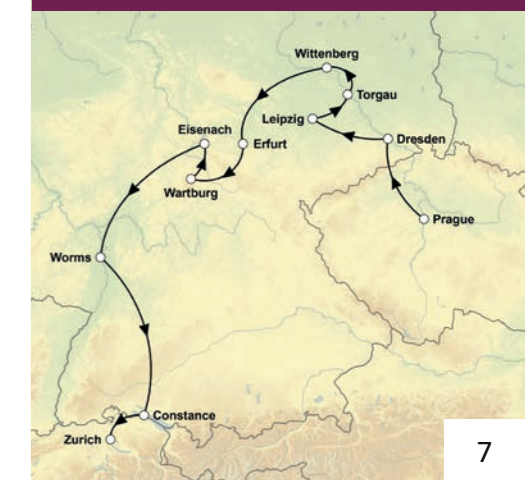 Wittenberg
Torgau
Leipzig
Eisenach
Erfurt
Dresden
Wartburg
Prague
Worms
Constance
Zurich
7